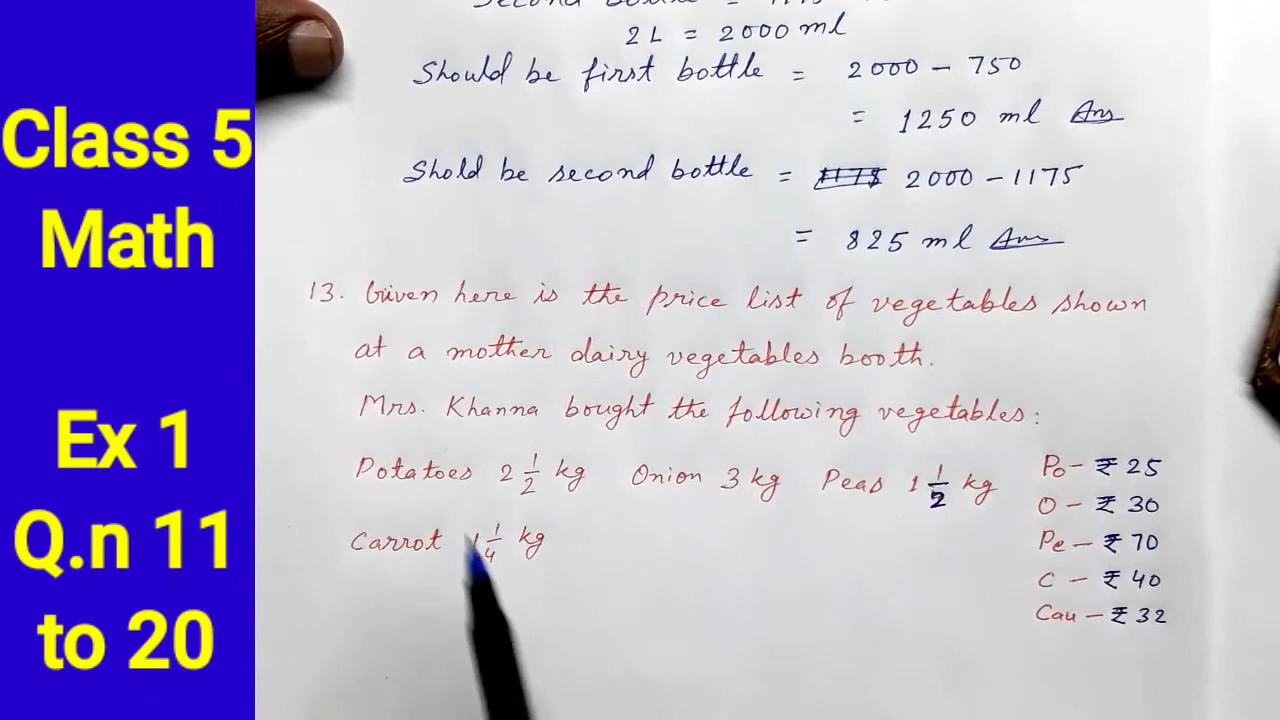 Class 5
Math
Ex 1
Q.n 11
to 20
2 L = 2000 ml
Should be first bottle = 2000 - 750
= 1250 ml Ans
Shold be second bottle = 2000 - 1175
= 825 ml Ans
13. Given here is the price list of vegetables shown
at a mother dairy vegetables booth.
Mrs. Khanna bought the following vegetables:
Potatoes 2 1/2 kg Onion 3 kg Peas 1 1/2 kg
Carrot 1/4 kg
Po - ₹ 25
O - ₹ 30
Pe - ₹ 70
C - ₹ 40
Cau - ₹ 32